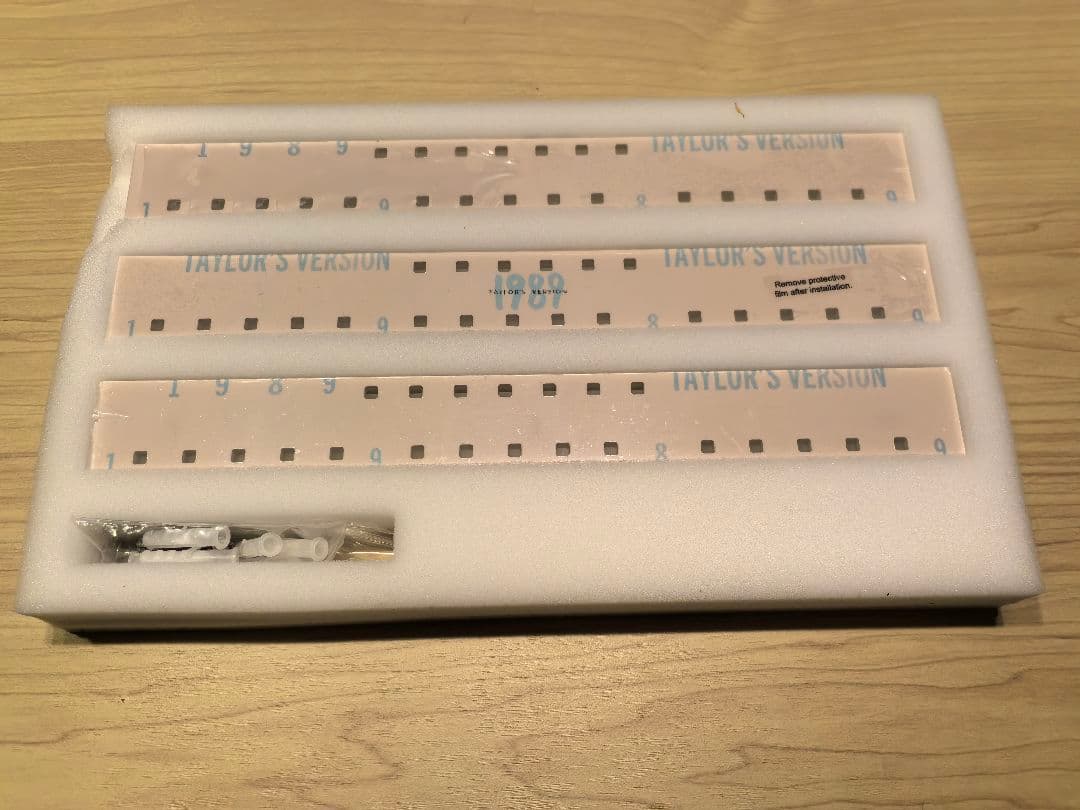 1 9 8 9 TAYLOR'S VERSION
1 9 8 9
TAYLOR'S VERSION TAYLOR'S VERSION
1989
TAYLOR'S VERSION
Remove protective
film after installation.
1 9 8 9
1 9 8 9 TAYLOR'S VERSION
1 9 8 9